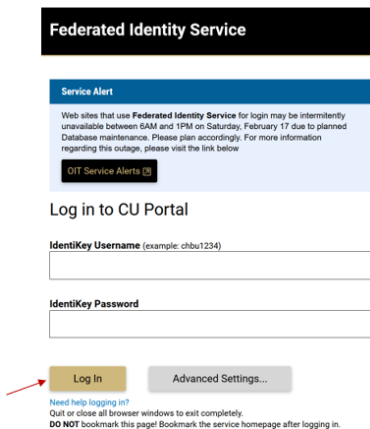 Federated Identity Service
Service Alert
Web sites that use Federated Identity Service for login may be intermitently
unavailable between 6AM and 1PM on Saturday, February 17 due to planned
Database maintenance. Please plan accordingly. For more information
regarding this outage, please visit the link below
OIT Service Alerts
Log in to CU Portal
IdentiKey Username (example: chbu1234)
IdentiKey Password
Log In
Advanced Settings...
Need help logging in?
Quit or close all browser windows to exit completely.
DO NOT bookmark this page! Bookmark the service homepage after logging in.